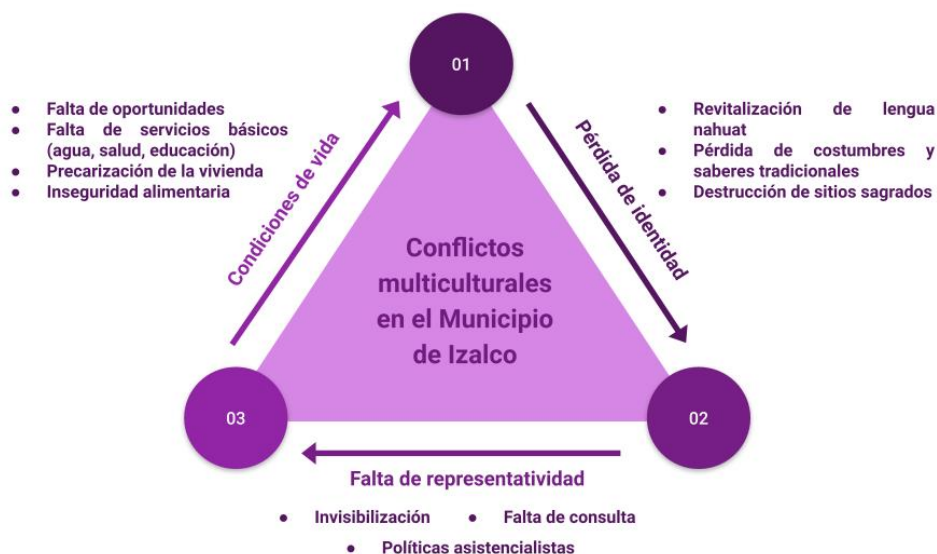 01
• Falta de oportunidades
• Falta de servicios básicos
(agua, salud, educación)
• Precarización de la vivienda
• Inseguridad alimentaria
Condiciones de vida
Pérdida de identidad
• Revitalización de lengua
nahuat
• Pérdida de costumbres y
saberes tradicionales
• Destrucción de sitios sagrados
Conflictos
multiculturales
en el Municipio
de Izalco
03
02
Falta de representatividad
• Invisibilización • Falta de consulta
• Políticas asistencialistas